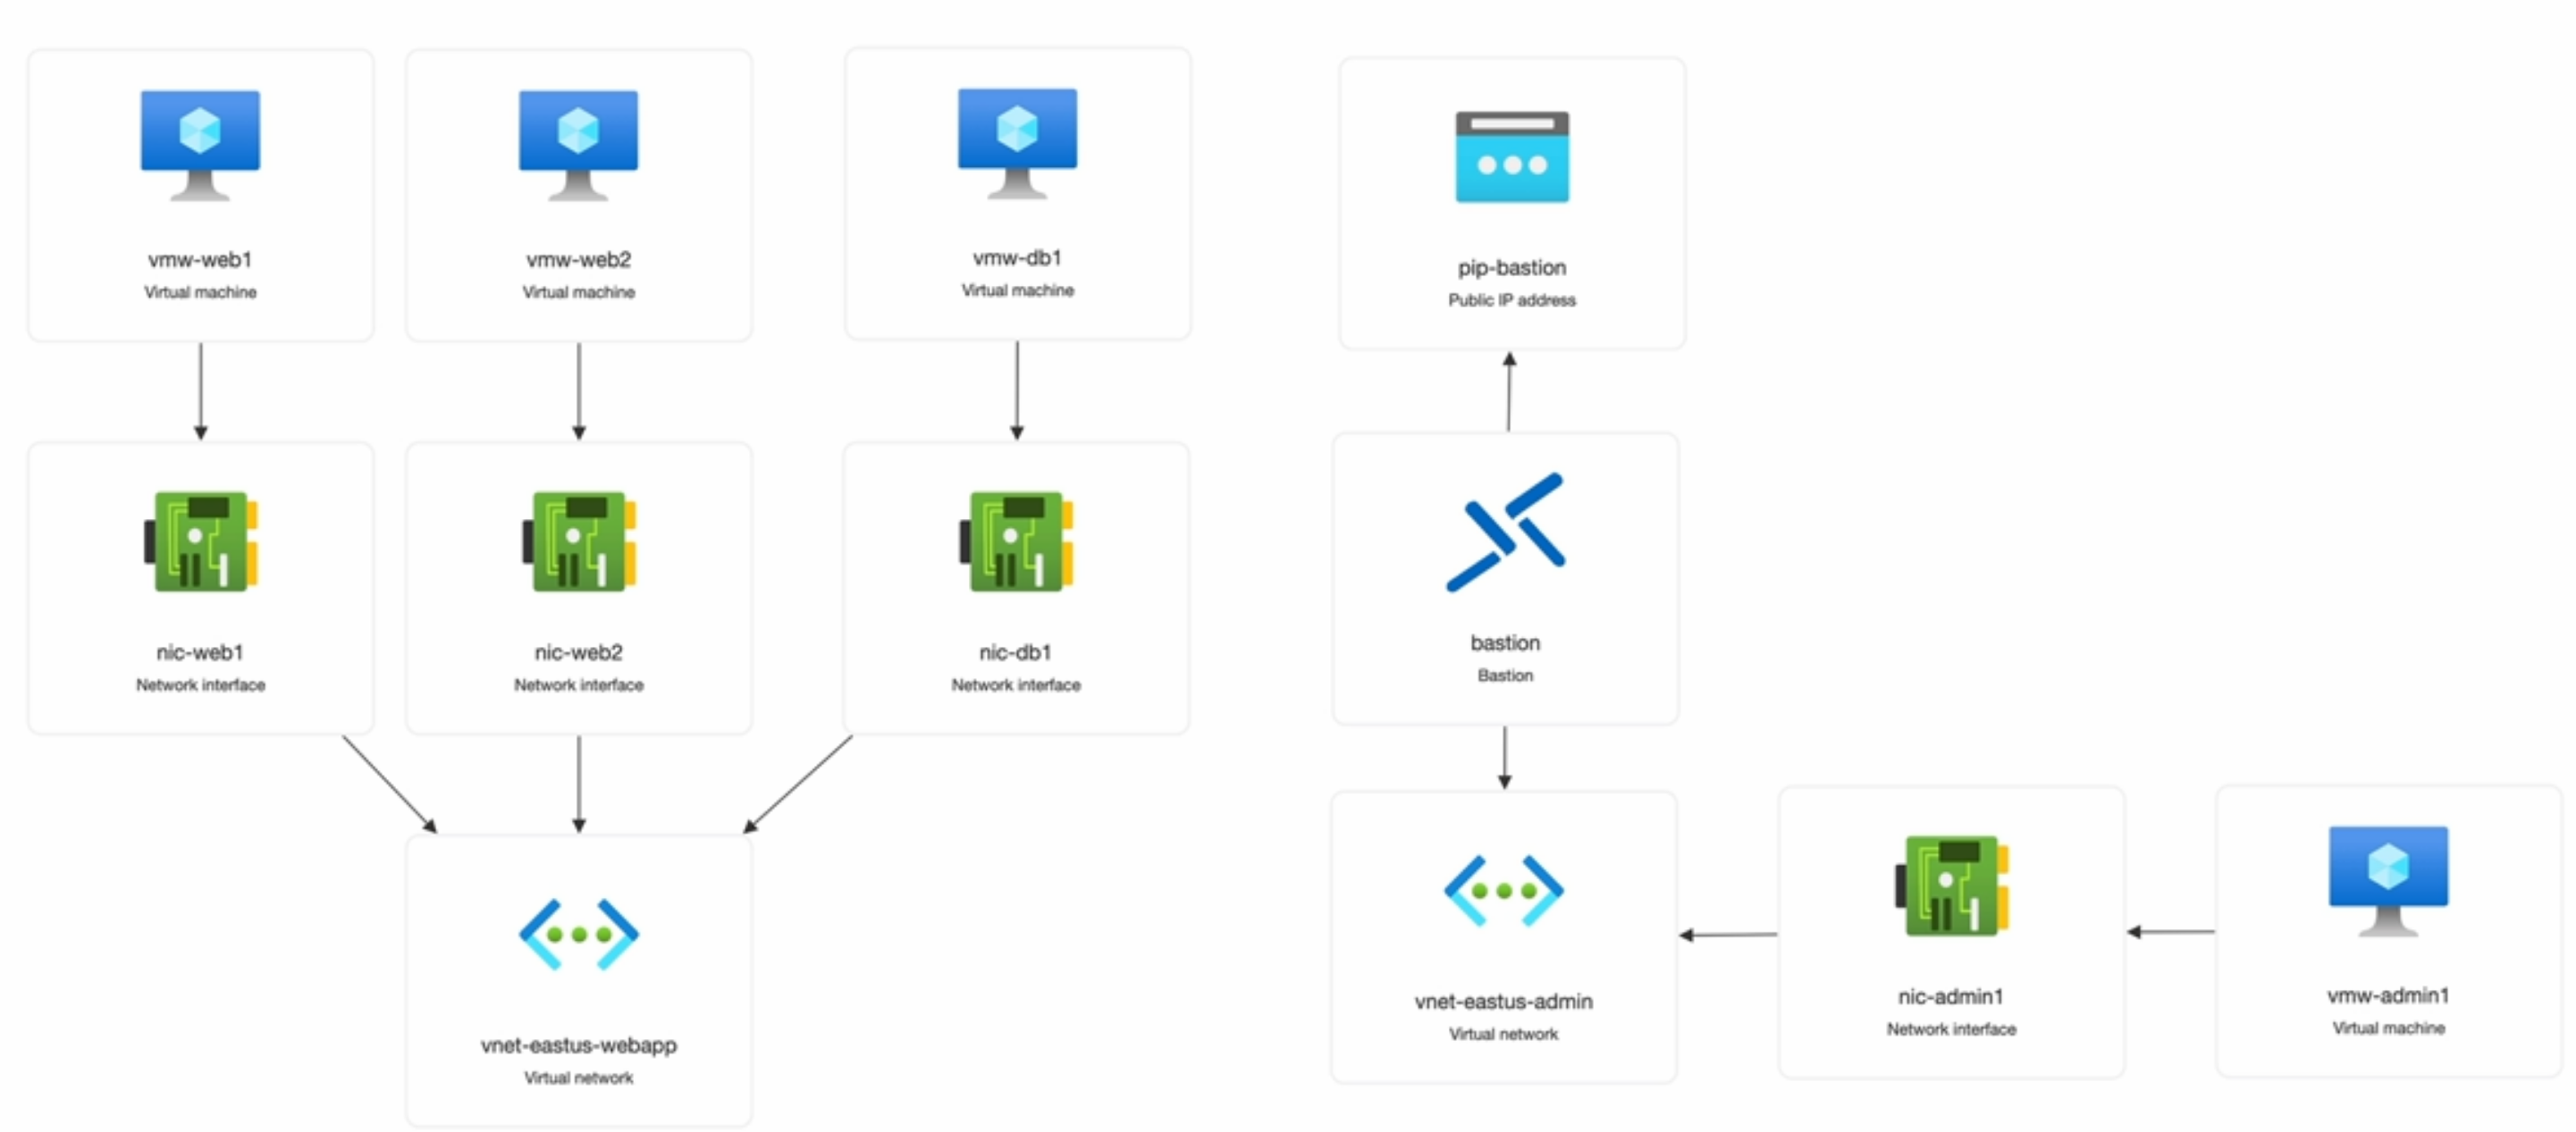 vmw-web1
Virtual machine
vmw-web2
Virtual machine
vmw-db1
Virtual machine
pip-bastion
Public IP address
nic-web1
Network interface
nic-web2
Network interface
nic-db1
Network interface
bastion
Bastion
vnet-eastus-webapp
Virtual network
vnet-eastus-admin
Virtual network
nic-admin1
Network interface
vmw-admin1
Virtual machine